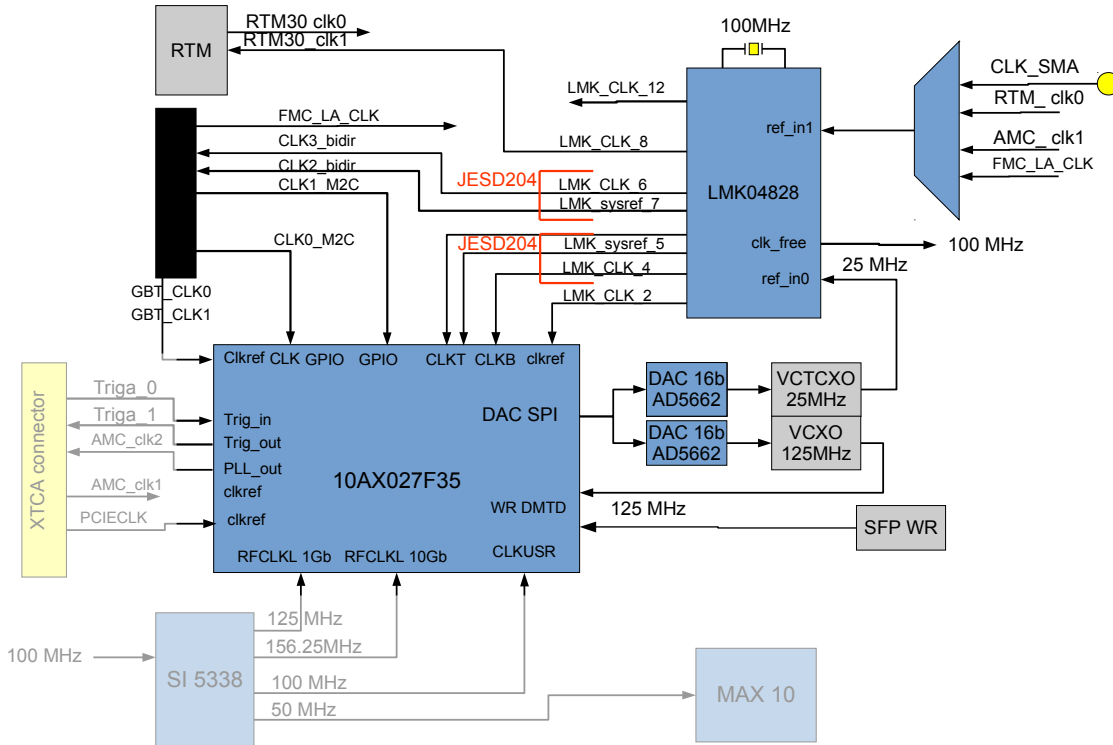 RTM30 clk0
RTM30_clk1
RTM
100MHz
CLK_SMA
RTM_ clk0
AMC_ clk1
FMC_LA_CLK
LMK_CLK_12
ref_in1
FMC_LA_CLK
CLK3_bidir
CLK2_bidir
CLK1_M2C
LMK_CLK_8
JESD204
LMK_CLK_6
LMK_sysref_7
LMK04828
CLK0_M2C
JESD204
LMK_sysref_5
LMK_CLK_4
LMK_CLK_2
clk_free
100 MHz
25 MHz
ref_in0
GBT_CLK0
GBT_CLK1
Clkref
CLK
GPIO
GPIO
CLKT
CLKB
clkref
XTCA connector
Triga_0
Triga_1
AMC_clk2
AMC_clk1
PCIECLK
Trig_in
Trig_out
PLL_out
clkref
clkref
10AX027F35
DAC SPI
DAC 16b
AD5662
VCTCXO
25MHz
DAC 16b
AD5662
VCXO
125MHz
WR DMTD
125 MHz
SFP WR
RFCLKL 1Gb
RFCLKL 10Gb
CLKUSR
100 MHz
SI 5338
125 MHz
156.25MHz
100 MHz
50 MHz
MAX 10